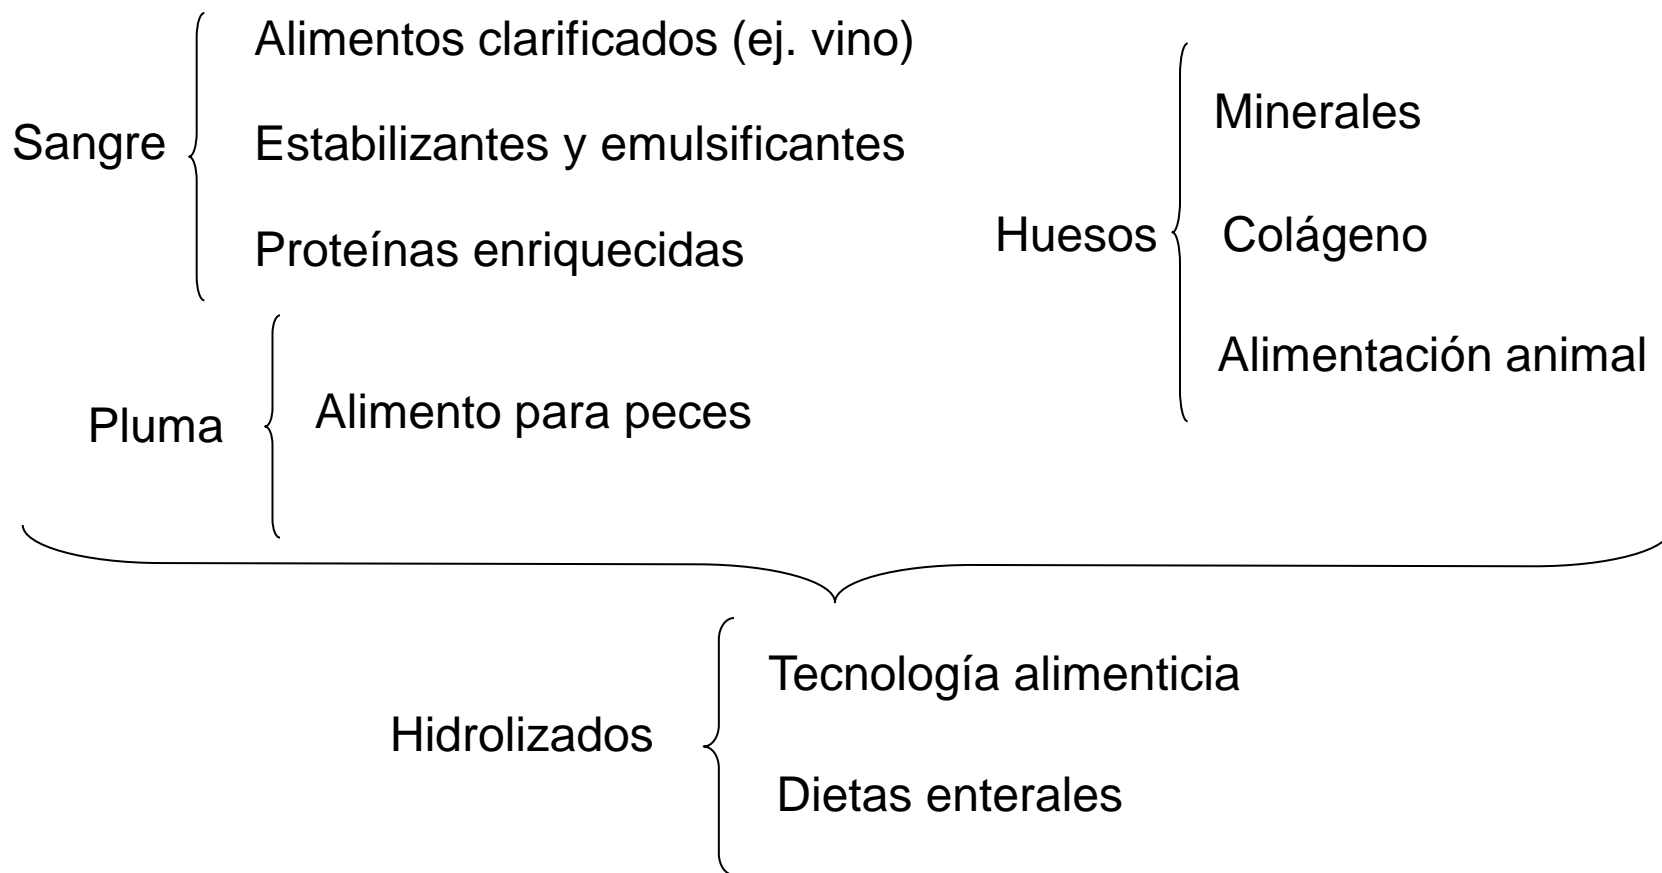 Sangre
Alimentos clarificados (ej. vino)
Estabilizantes y emulsificantes
Proteínas enriquecidas
Huesos
Minerales
Colágeno
Alimentación animal
Pluma
Alimento para peces
Hidrolizados
Tecnología alimenticia
Dietas enterales